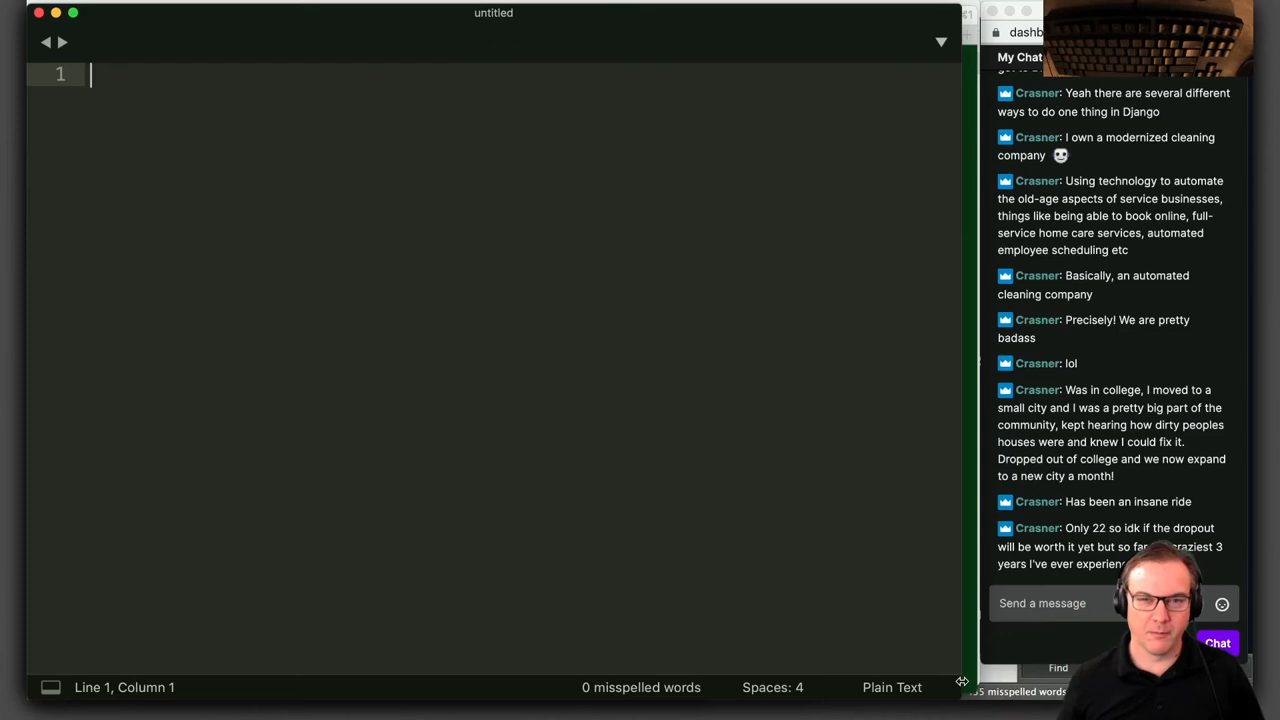 untitled
1
Line 1, Column 1
0 misspelled words
Spaces: 4
Plain Text
dashb
My Chat
Crasner: Yeah there are several different
ways to do one thing in Django
Crasner: I own a modernized cleaning
company
Crasner: Using technology to automate
the old-age aspects of service businesses,
things like being able to book online, full-
service home care services, automated
employee scheduling etc
Crasner: Basically, an automated
cleaning company
Crasner: Precisely! We are pretty
badass
Crasner: lol
Crasner: Was in college, I moved to a
small city and I was a pretty big part of the
community, kept hearing how dirty peoples
houses were and knew I could fix it.
Dropped out of college and we now expand
to a new city a month!
Crasner: Has been an insane ride
Crasner: Only 22 so idk if the dropout
will be worth it yet but so far craziest 3
years I've ever experien
Send a message
Chat
Find
misspelled words